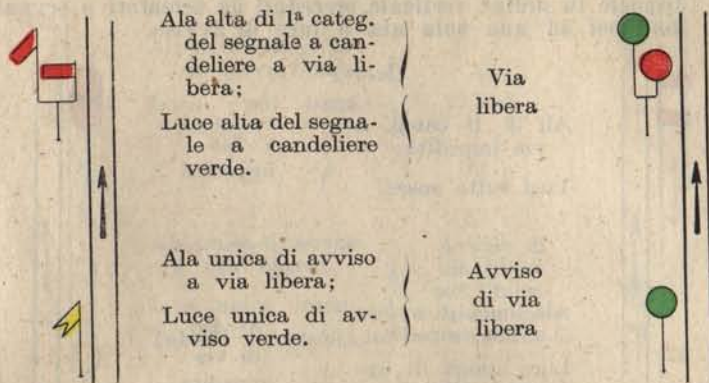 Ala alta di 1ª categ.
del segnale a can-
deliere a via li-
bera;
Luce alta del segna-
le a candeliere
verde.
Via
libera
Ala unica di avviso
a via libera;
Luce unica di av-
viso verde.
Avviso
di via
libera